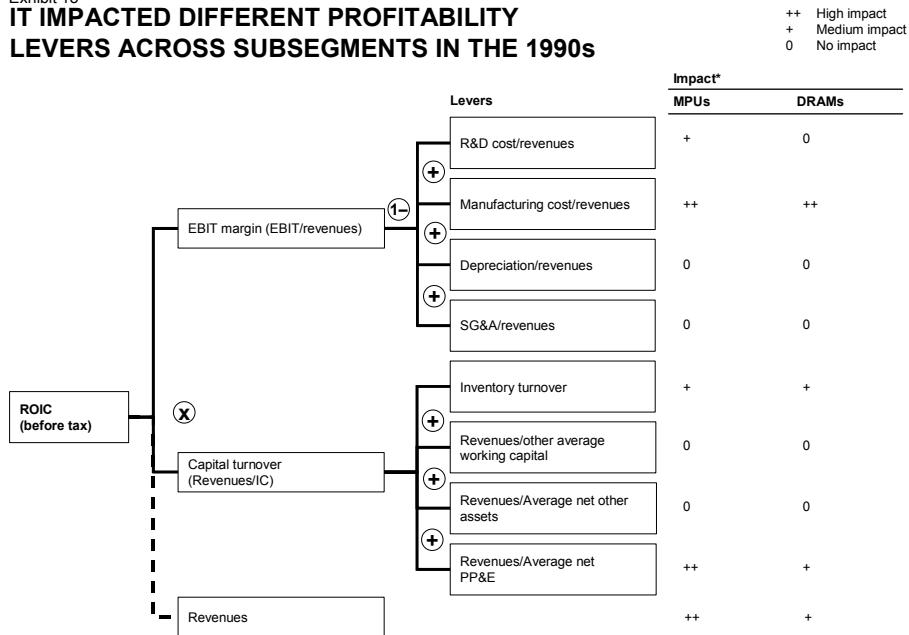 Exhibit 13
IT IMPACTED DIFFERENT PROFITABILITY
LEVERS ACROSS SUBSEGMENTS IN THE 1990s
++ High impact
+ Medium impact
0 No impact
Impact*
Levers MPUs DRAMs
R&D cost/revenues + 0
+
Manufacturing cost/revenues ++ ++
1–
EBIT margin (EBIT/revenues)
+
Depreciation/revenues 0 0
+
SG&A/revenues 0 0
Inventory turnover + +
ROIC
(before tax)
x
+
Revenues/other average
working capital 0 0
Capital turnover
(Revenues/IC)
+
Revenues/Average net other
assets 0 0
+
Revenues/Average net
PP&E ++ +
Revenues ++ +